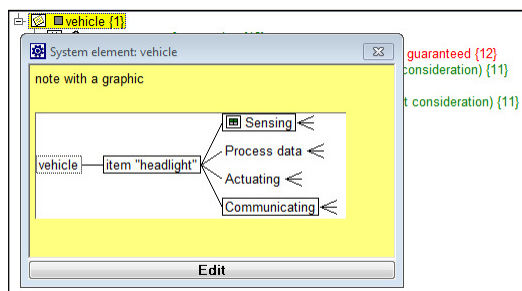 vehicle {1}
System element: vehicle
guaranteed {12}
consideration) {11}
t consideration) {11}
note with a graphic
Sensing
Process data
vehicle
item "headlight"
Actuating
Communicating
Edit